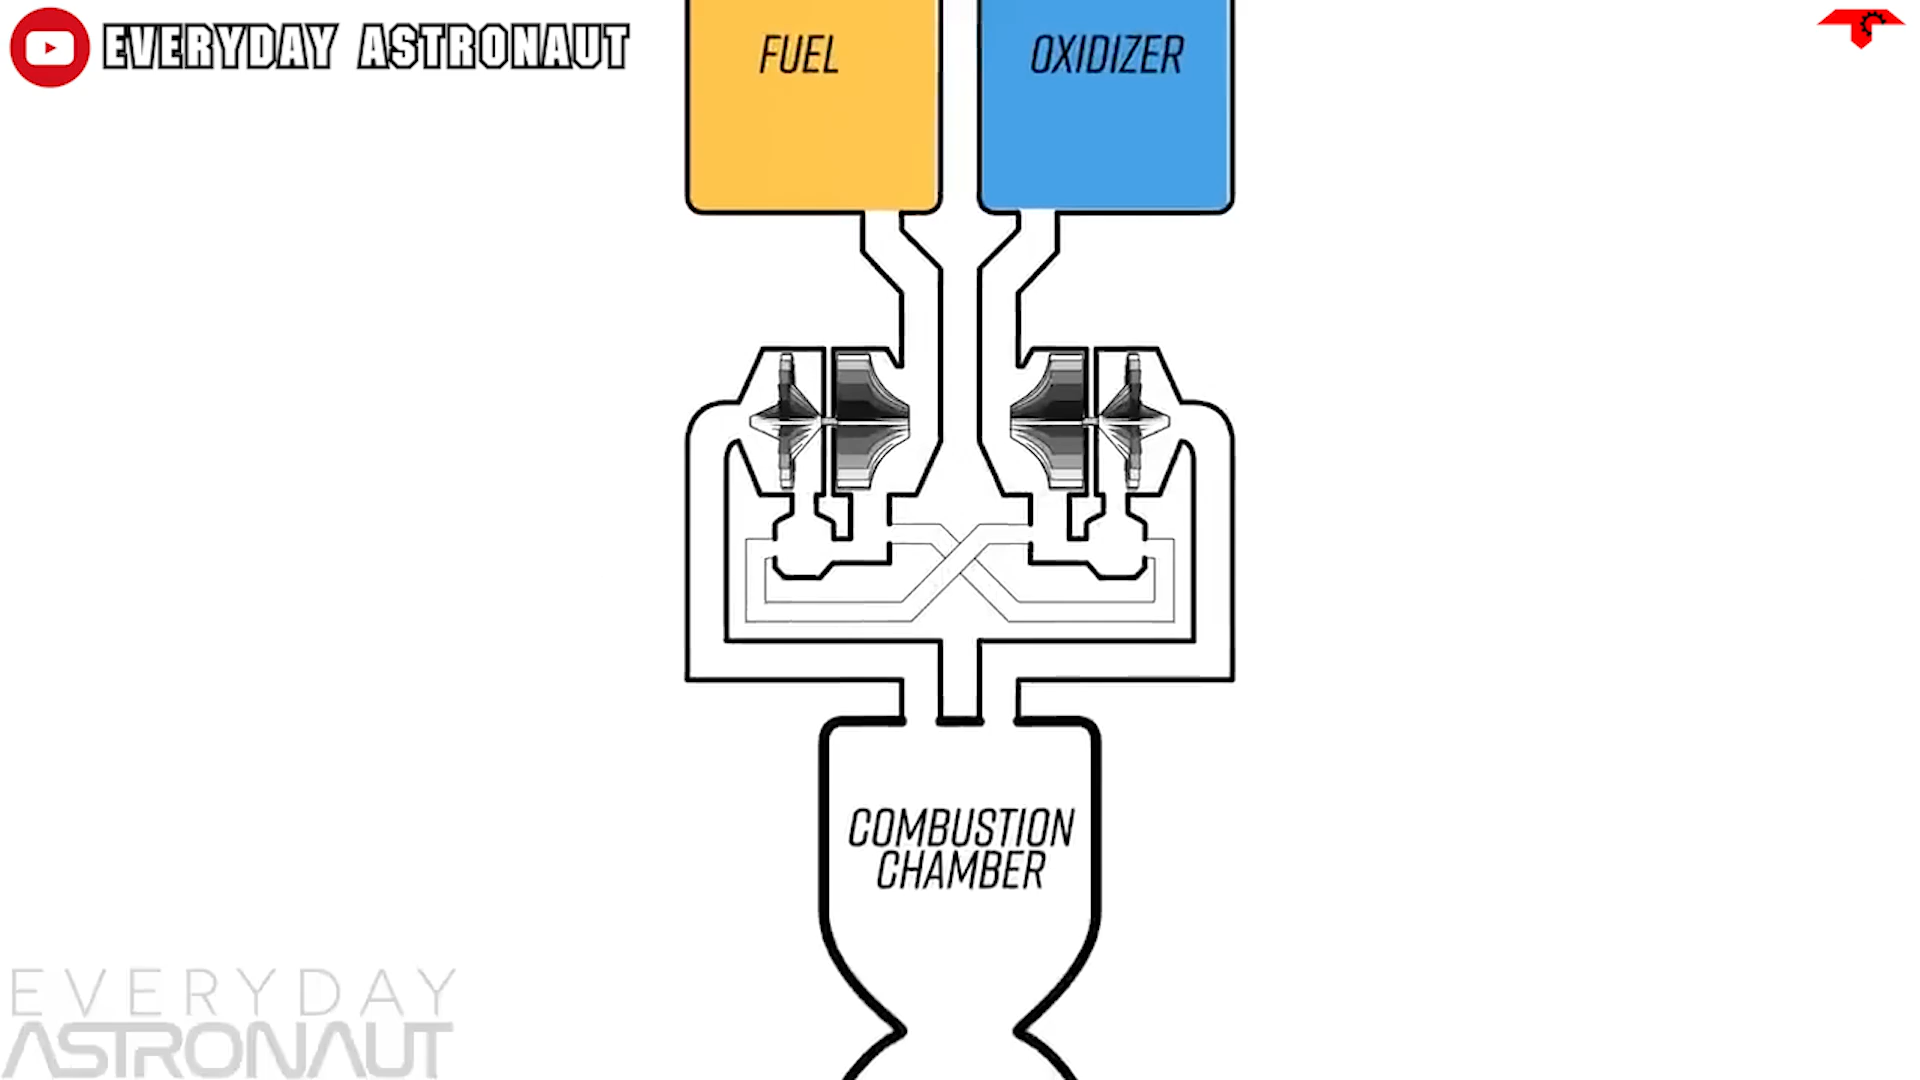 EVERYDAY ASTRONAUT
FUEL
OXIDIZER
COMBUSTION
CHAMBER
EVERYDAY
ASTRONAUT